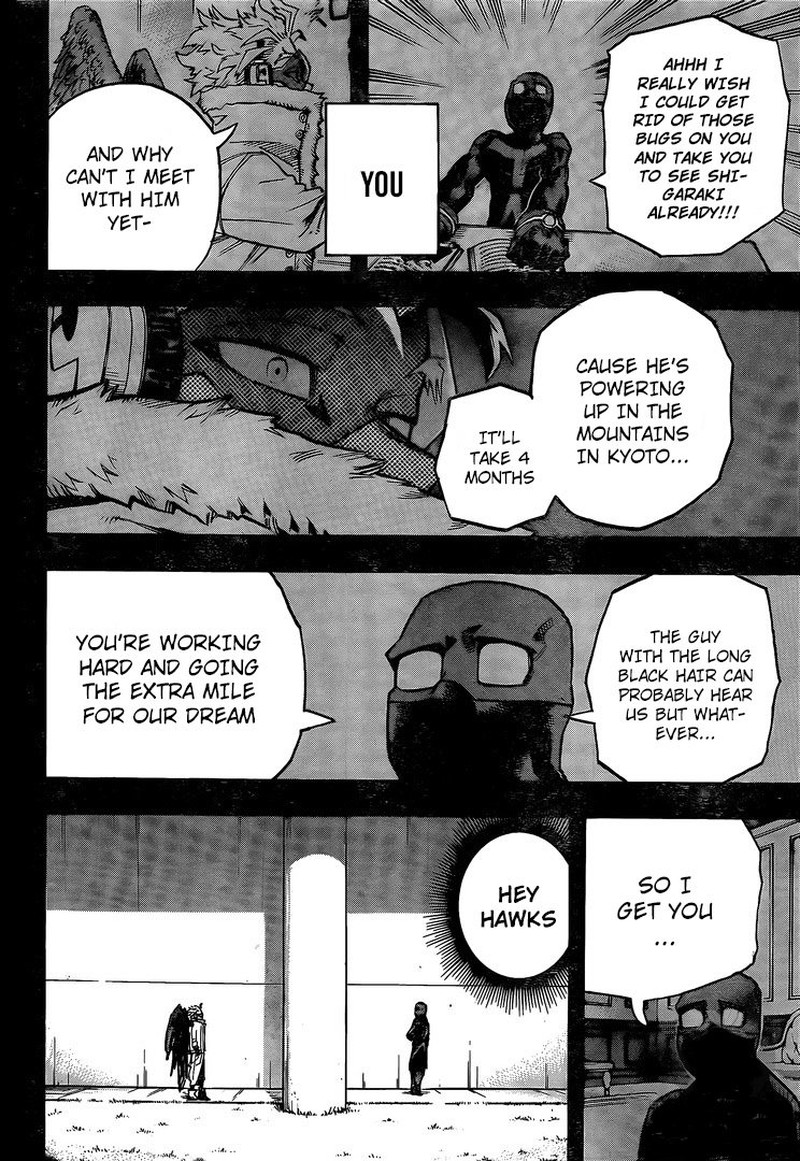 AHHH I
REALLY WISH
I COULD GET
RID OF THOSE
BUGS ON YOU
AND TAKE YOU
TO SEE SHI-
GARAKI
ALREADY!!!
YOU
AND WHY
CAN'T I MEET
WITH HIM
YET-
CAUSE HE'S
POWERING
UP IN THE
MOUNTAINS
IN KYOTO...
IT'LL
TAKE 4
MONTHS
THE GUY
WITH THE LONG
BLACK HAIR CAN
PROBABLY HEAR
US BUT WHAT-
EVER...
YOU'RE WORKING
HARD AND GOING
THE EXTRA MILE
FOR OUR DREAM
SO I
GET YOU
...
HEY
HAWKS